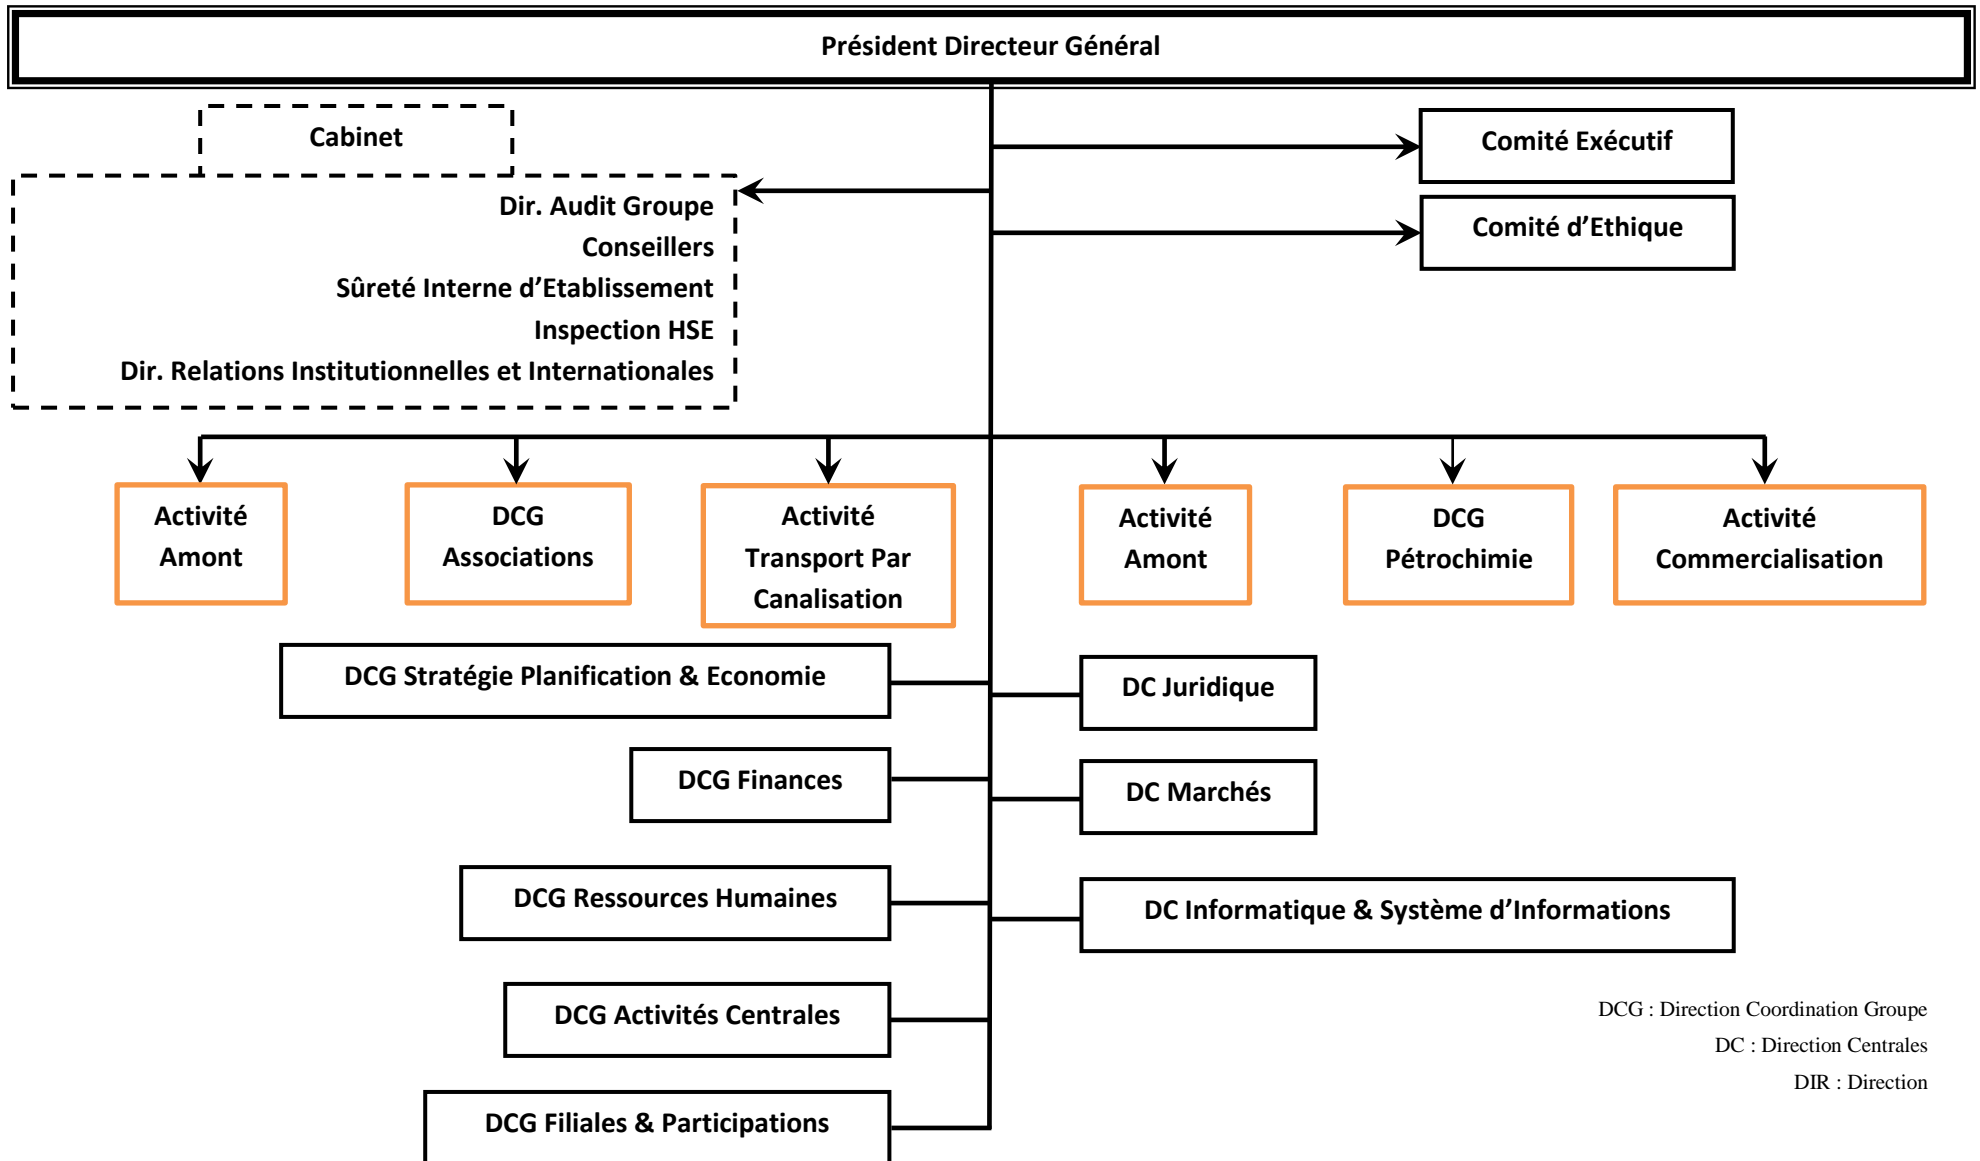 Président Directeur Général
Cabinet
Comité Exécutif
Dir. Audit Groupe
Conseillers
Sûreté Interne d’Etablissement
Inspection HSE
Dir. Relations Institutionnelles et Internationales
Comité d’Ethique
Activité
Amont
DCG
Associations
Activité
Transport Par
Canalisation
Activité
Amont
DCG
Pétrochimie
Activité
Commercialisation
DCG Stratégie Planification & Economie
DC Juridique
DCG Finances
DC Marchés
DCG Ressources Humaines
DC Informatique & Système d’Informations
DCG Activités Centrales
DCG Filiales & Participations
DCG : Direction Coordination Groupe
DC : Direction Centrales
DIR : Direction